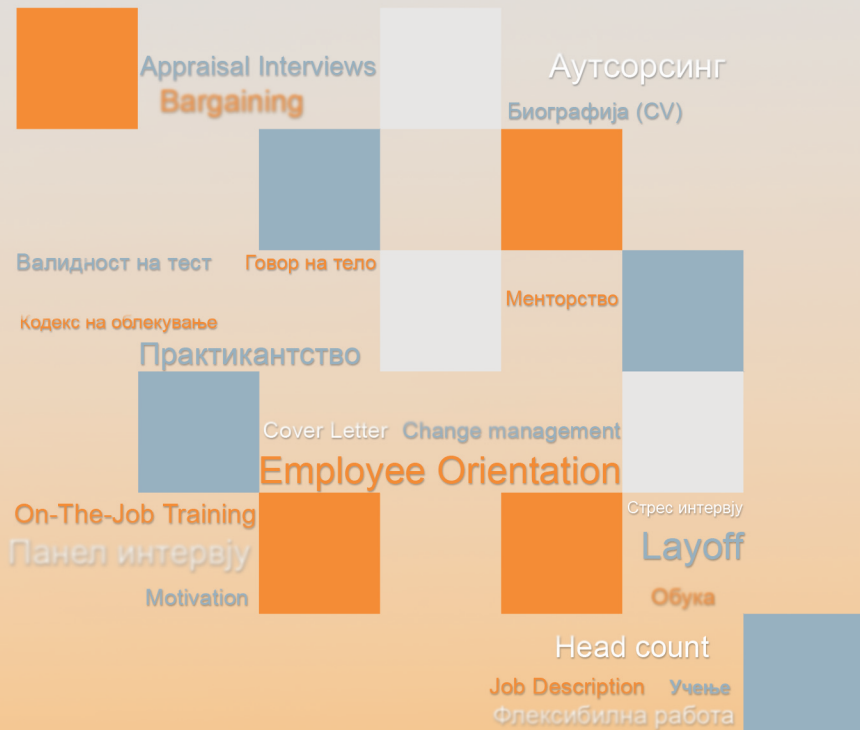 Appraisal Interviews
Аутсорсинг
Bargaining
Биографија (CV)
Валидност на тест
Говор на тело
Менторство
Кодекс на облекување
Практикантство
Cover Letter
Change management
Employee Orientation
On-The-Job Training
Стрес интервју
Панел интервју
Layoff
Motivation
Обука
Head count
Job Description
Учење
Флексибилна работа